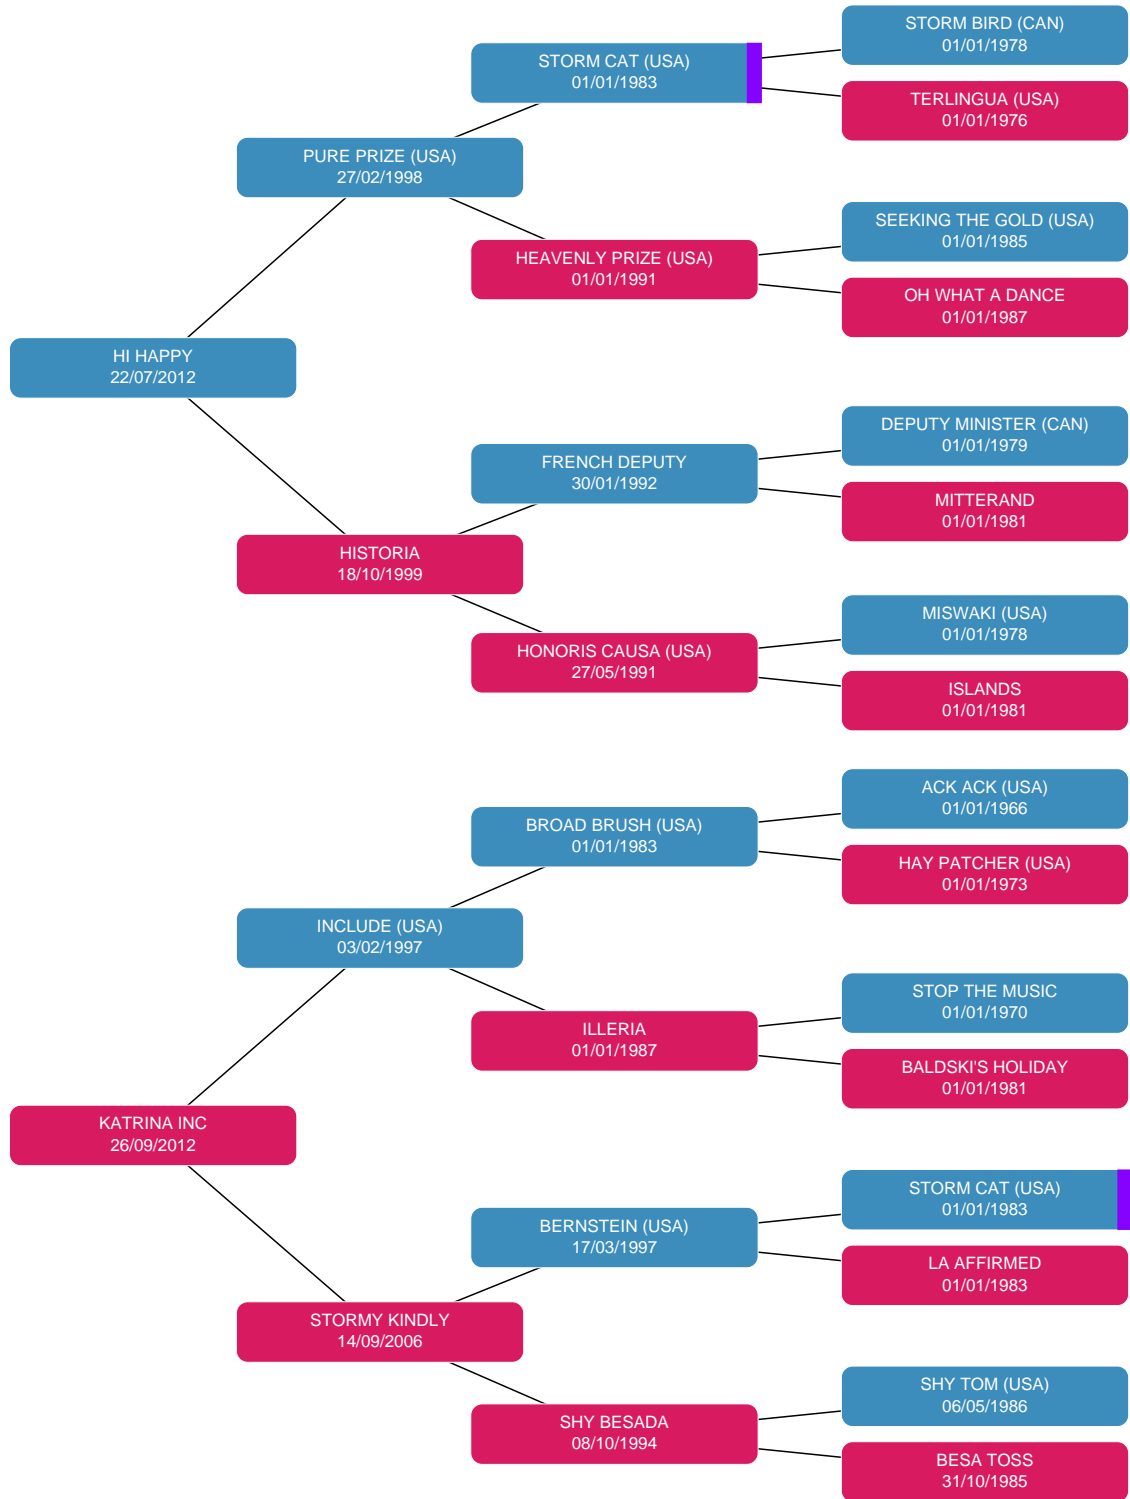 STORM BIRD (CAN)
01/01/1978
STORM CAT (USA)
01/01/1983
TERLINGUA (USA)
01/01/1976
PURE PRIZE (USA)
27/02/1998
SEEKING THE GOLD (USA)
01/01/1985
HEAVENLY PRIZE (USA)
01/01/1991
OH WHAT A DANCE
01/01/1987
HI HAPPY
22/07/2012
DEPUTY MINISTER (CAN)
01/01/1979
FRENCH DEPUTY
30/01/1992
MITTERAND
01/01/1981
HISTORIA
18/10/1999
MISWAKI (USA)
01/01/1978
HONORIS CAUSA (USA)
27/05/1991
ISLANDS
01/01/1981
ACK ACK (USA)
01/01/1966
BROAD BRUSH (USA)
01/01/1983
HAY PATCHER (USA)
01/01/1973
INCLUDE (USA)
03/02/1997
STOP THE MUSIC
01/01/1970
ILLERIA
01/01/1987
BALDSKI'S HOLIDAY
01/01/1981
KATRINA INC
26/09/2012
STORM CAT (USA)
01/01/1983
BERNSTEIN (USA)
17/03/1997
LA AFFIRMED
01/01/1983
STORMY KINDLY
14/09/2006
SHY TOM (USA)
06/05/1986
SHY BESADA
08/10/1994
BESA TOSS
31/10/1985